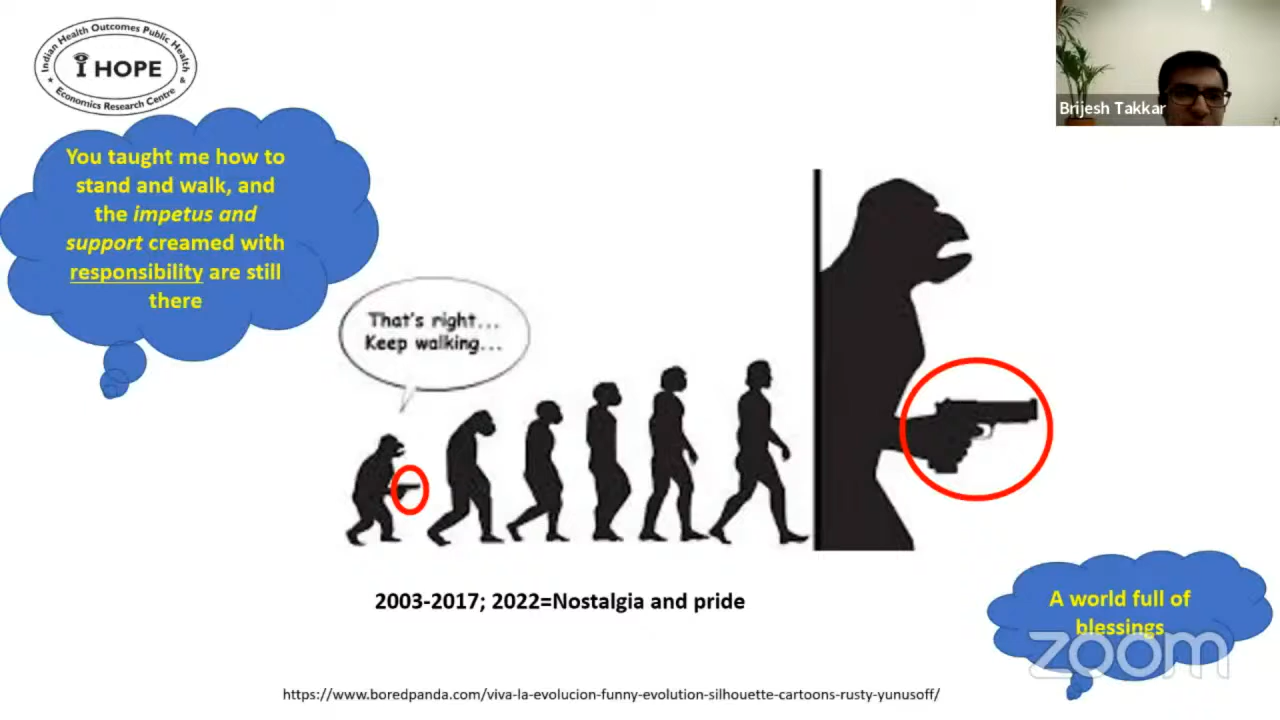 Indian Health Outcomes Public Health &
I HOPE
Economics Research Centre
Brijesh Takkar
You taught me how to
stand and walk, and
the impetus and
support creamed with
responsibility are still
there
That's right...
Keep walking...
2003-2017; 2022=Nostalgia and pride
A world full of
blessings
zoom
https://www.boredpanda.com/viva-la-evolucion-funny-evolution-silhouette-cartoons-rusty-yunusoff/